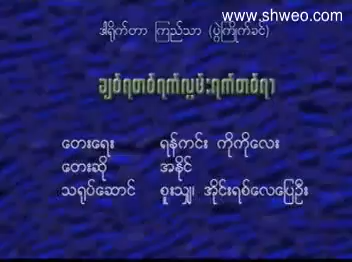 www.shweo.com
ဒါရိုက်တာ ကြည်သာ (ပွဲကြိုက်ခင်)
ချစ်ရတစ်ရက်လွမ်းရက်တစ်ရာ
တေးရေး ရန်ကင်း ကိုကိုလေး
တေးဆို အနိုင်
သရုပ်ဆောင် စူးသျှ၊ အိုင်းရစ်လေပြေဦး